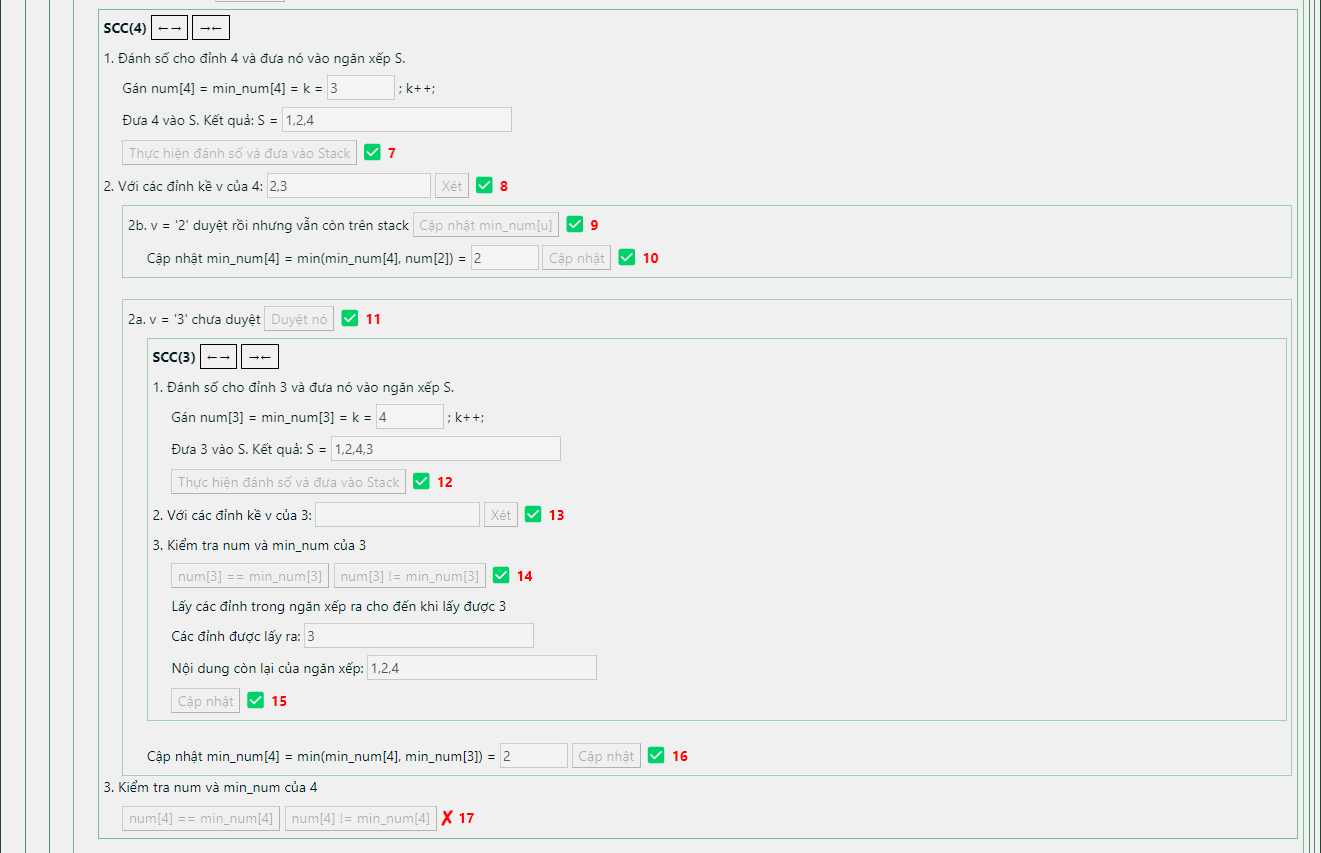 SCC(4) ←→ →←
1. Đánh số cho đỉnh 4 và đưa nó vào ngăn xếp S.
Gán num[4] = min_num[4] = k = 3 ; k++;
Đưa 4 vào S. Kết quả: S = 1,2,4
Thực hiện đánh số và đưa vào Stack ✅ 7
2. Với các đỉnh kề v của 4: 2,3 Xét ✅ 8
2b. v = '2' duyệt rồi nhưng vẫn còn trên stack Cập nhật min_num[u] ✅ 9
Cập nhật min_num[4] = min(min_num[4], num[2]) = 2 Cập nhật ✅ 10
2a. v = '3' chưa duyệt Duyệt nó ✅ 11
SCC(3) ←→ →←
1. Đánh số cho đỉnh 3 và đưa nó vào ngăn xếp S.
Gán num[3] = min_num[3] = k = 4 ; k++;
Đưa 3 vào S. Kết quả: S = 1,2,4,3
Thực hiện đánh số và đưa vào Stack ✅ 12
2. Với các đỉnh kề v của 3: Xét ✅ 13
3. Kiểm tra num và min_num của 3
num[3] == min_num[3] num[3] != min_num[3] ✅ 14
Lấy các đỉnh trong ngăn xếp ra cho đến khi lấy được 3
Các đỉnh được lấy ra: 3
Nội dung còn lại của ngăn xếp: 1,2,4
Cập nhật ✅ 15
Cập nhật min_num[4] = min(min_num[4], min_num[3]) = 2 Cập nhật ✅ 16
3. Kiểm tra num và min_num của 4
num[4] == min_num[4] num[4] != min_num[4] ✗ 17